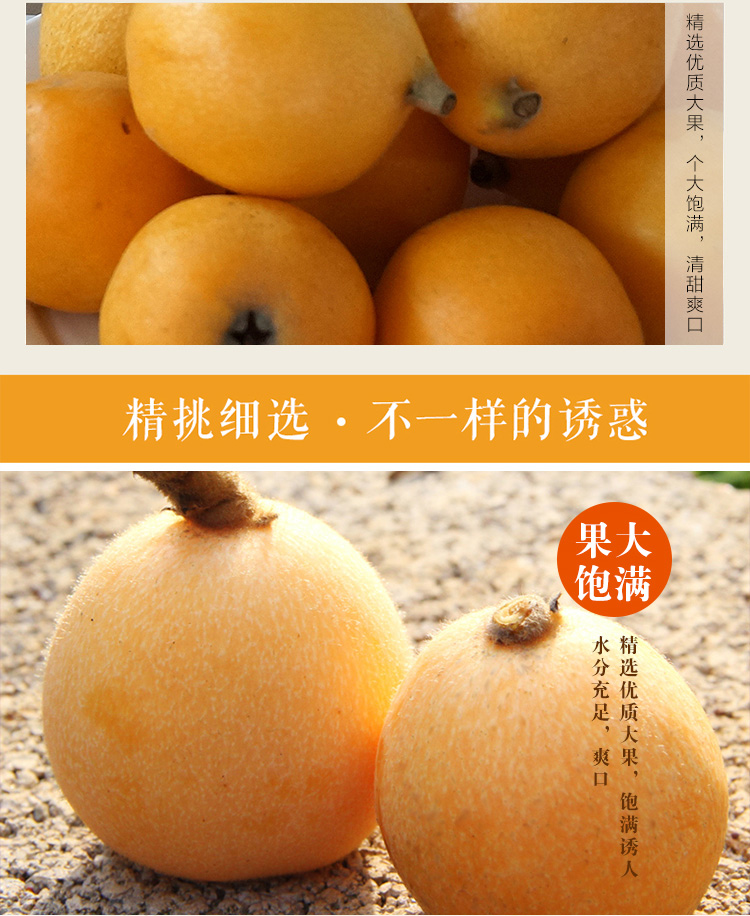 精选优质大果，个大饱满，清甜爽口
精挑细选·不一样的诱惑
果大
饱满
精选优质大果，饱满诱人
水分充足，爽口